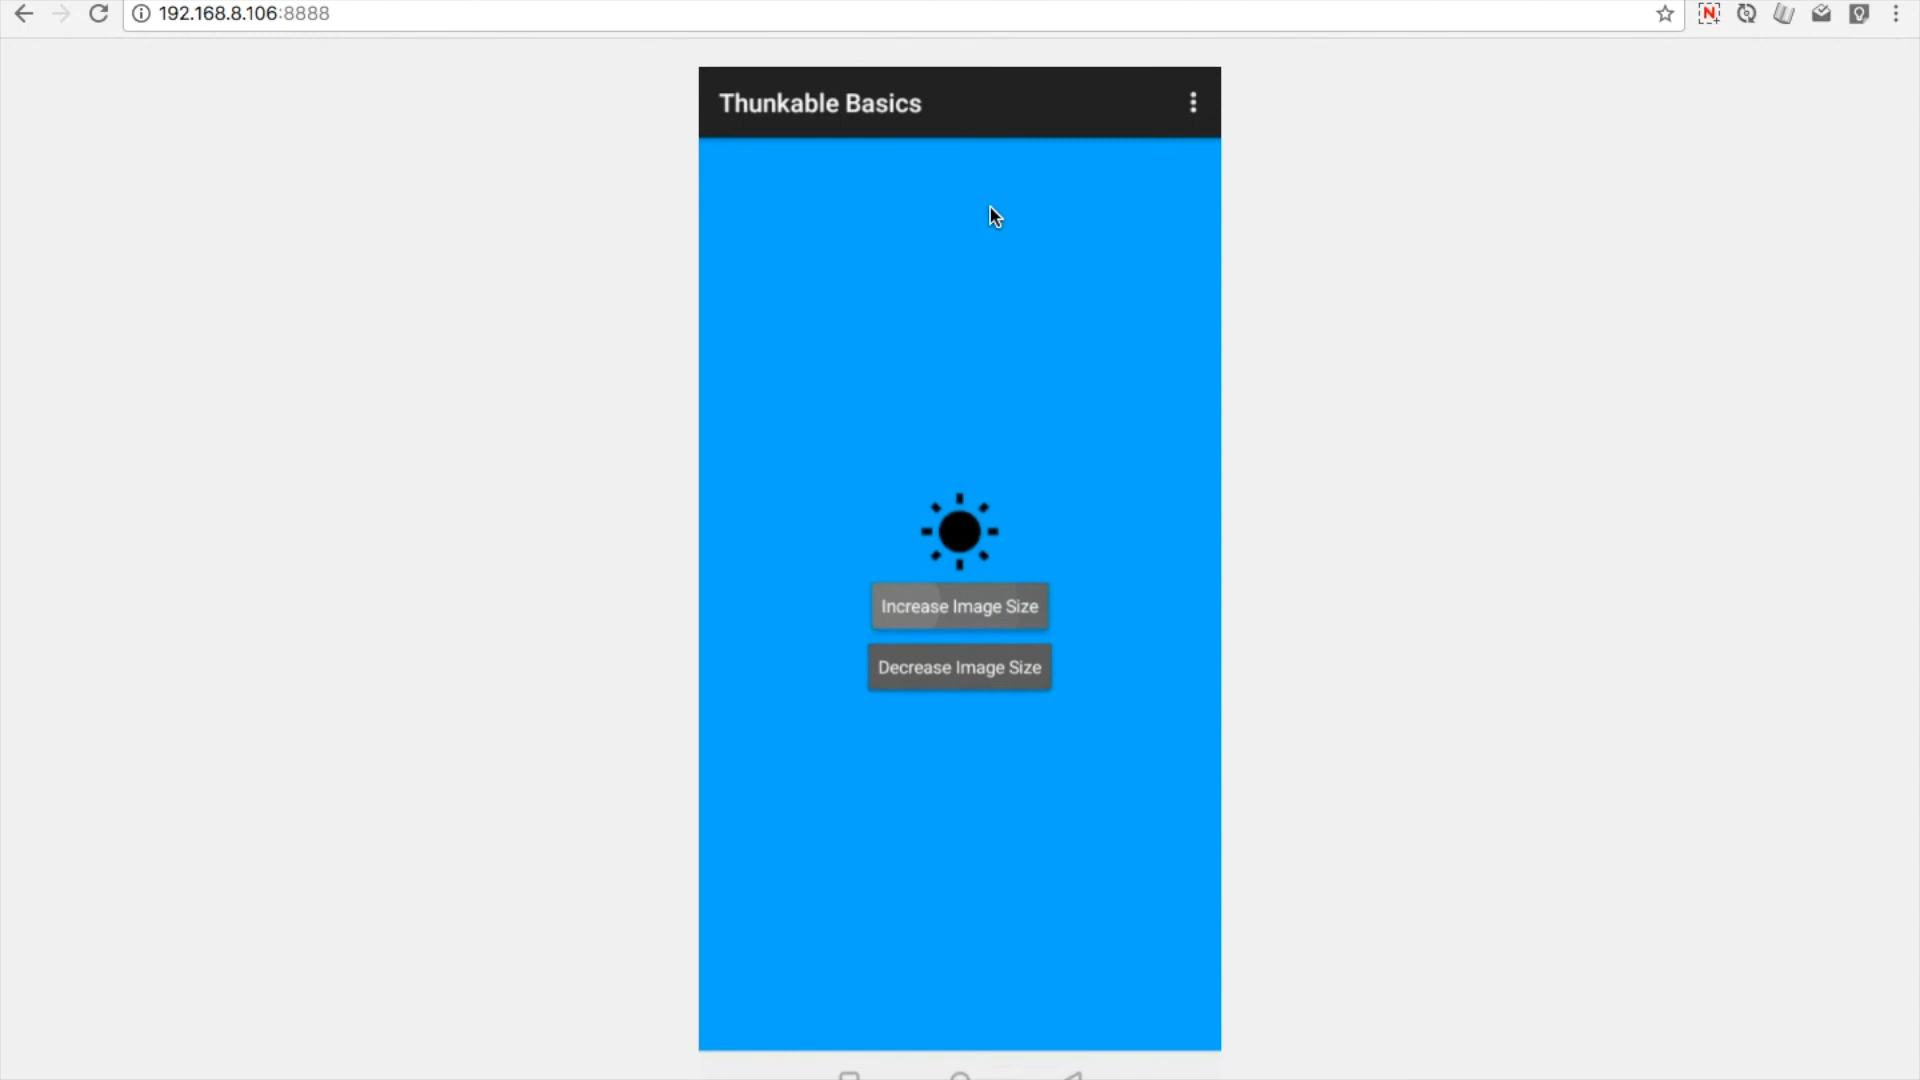 192.168.8.106:8888
N
Thunkable Basics
Increase Image Size
Decrease Image Size